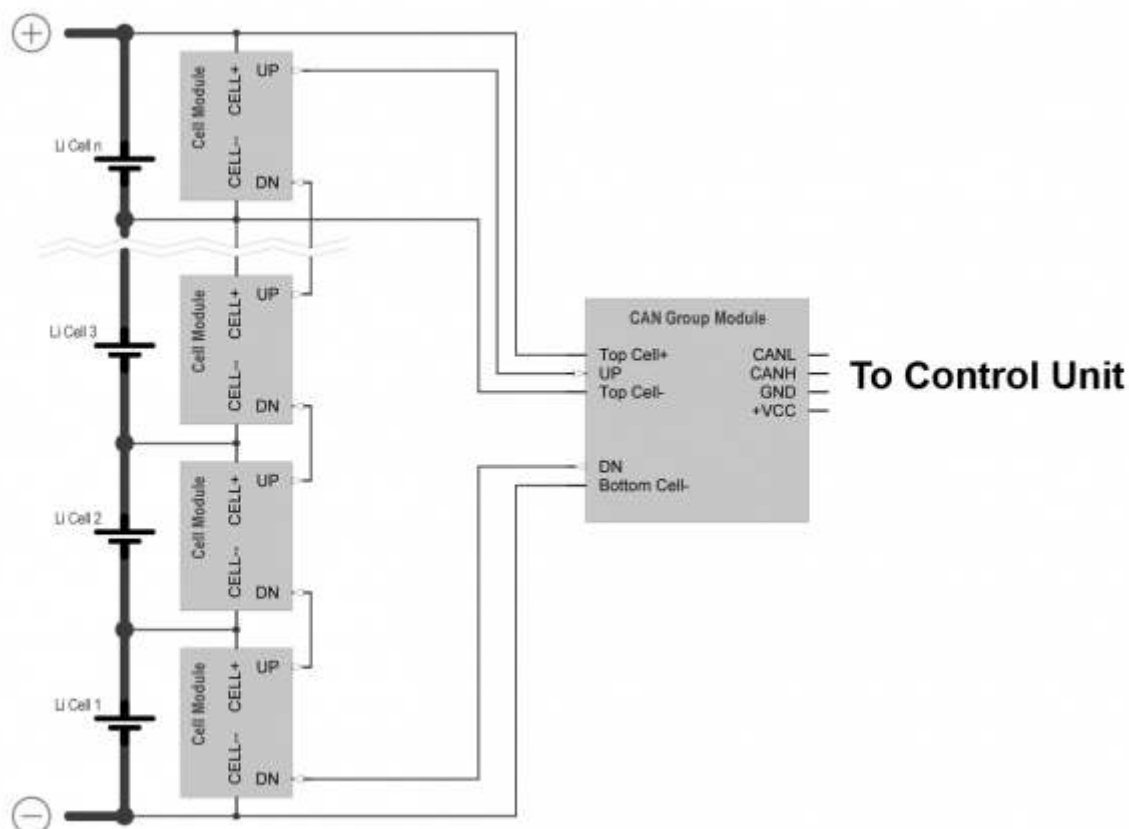 +
Cell Module
CELL+
UP
CELL--
DN
Li Cell n
Cell Module
CELL+
UP
CELL--
DN
Li Cell 3
Cell Module
CELL+
UP
CELL--
DN
Li Cell 2
Cell Module
CELL+
UP
CELL--
DN
Li Cell 1
−
CAN Group Module
Top Cell+
UP
Top Cell-
DN
Bottom Cell-
CANL
CANH
GND
+VCC
To Control Unit